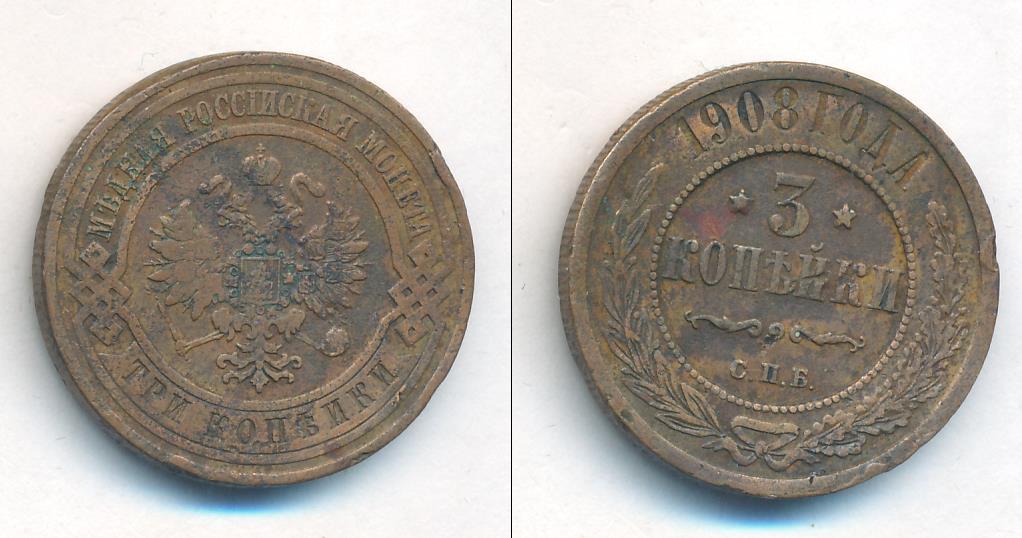 МѢДНАЯ РОССІЙСКАЯ МОНЕТА
ТРИ КОПѢЙКИ
1908 ГОДА
3
КОПѢЙКИ
С.П.Б.